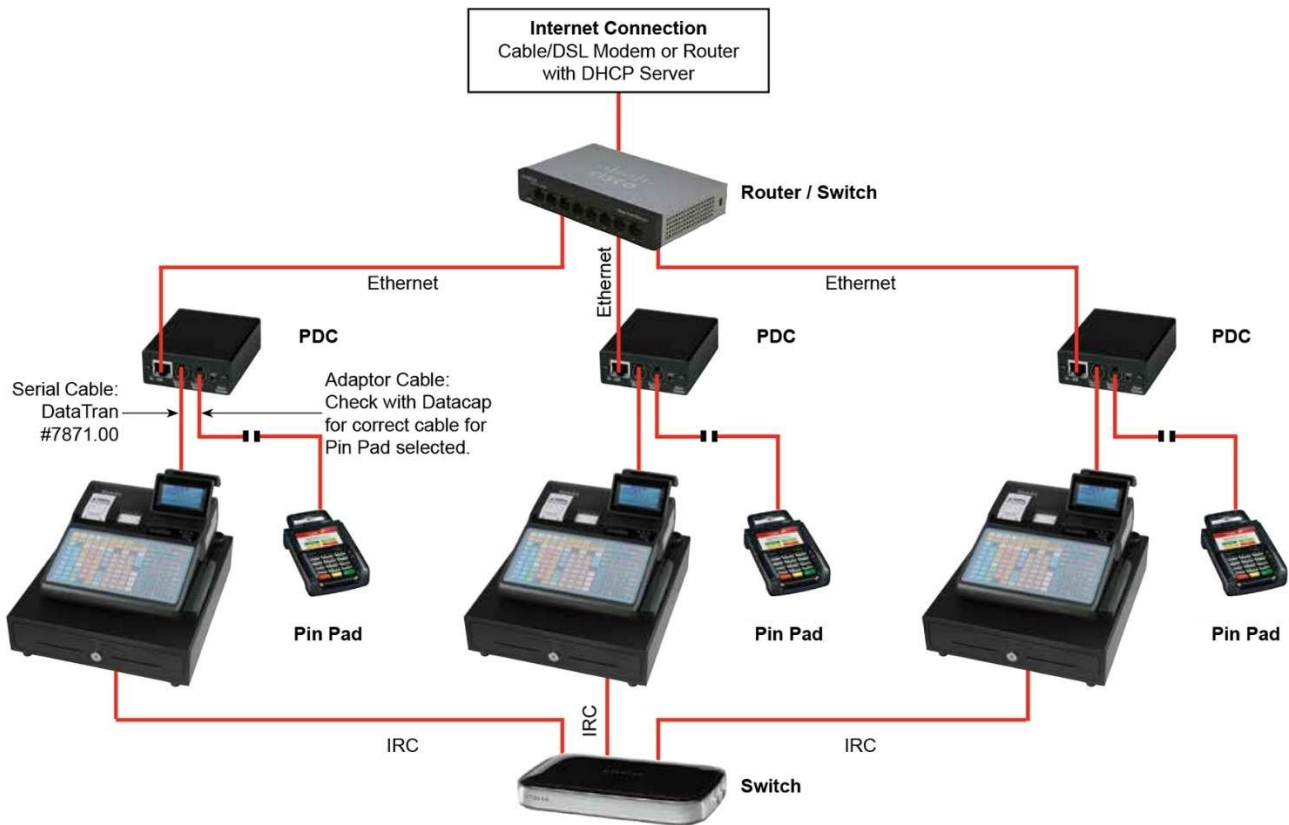 Internet Connection
Cable/DSL Modem or Router
with DHCP Server
Router / Switch
Ethernet
Ethernet
Ethernet
PDC
PDC
PDC
Serial Cable:
DataTran
#7871.00
Adaptor Cable:
Check with Datacap
for correct cable for
Pin Pad selected.
Pin Pad
Pin Pad
Pin Pad
IRC
IRC
IRC
Switch